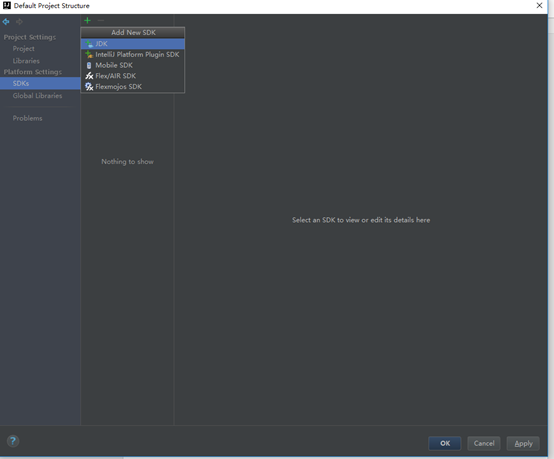 Default Project Structure
Add New SDK
Project Settings
JDK
Project
IntelliJ Platform Plugin SDK
Libraries
Mobile SDK
Platform Settings
Flex/AIR SDK
SDKs
Flexmojos SDK
Global Libraries
Problems
Nothing to show
Select an SDK to view or edit its details here
?
OK
Cancel
Apply